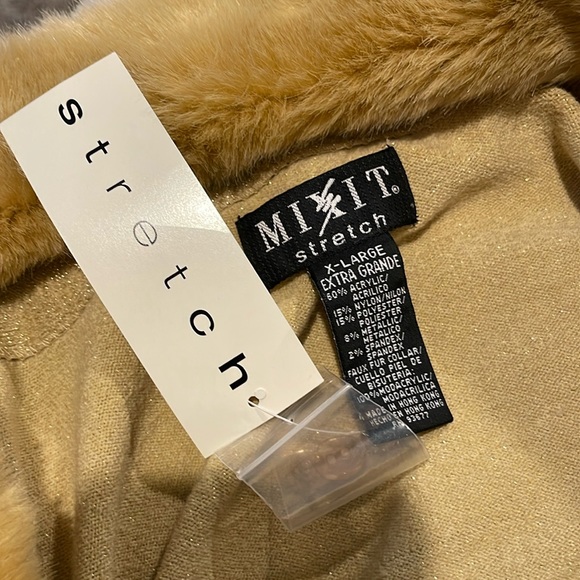 stretch
MIXIT®
stretch
X-LARGE
EXTRA GRANDE
60% ACRYLIC/
ACRILICO
15% NYLON/NILON
15% POLYESTER/
POLIESTER
8% METALLIC/
METALICO
2% SPANDEX/
SPANDEX
FAUX FUR COLLAR/
CUELLO PIEL DE
BISUTERIA:
100% MODACRYLIC/
MODACRILICA
MADE IN HONG KONG
HECHO EN HONG KONG
93677